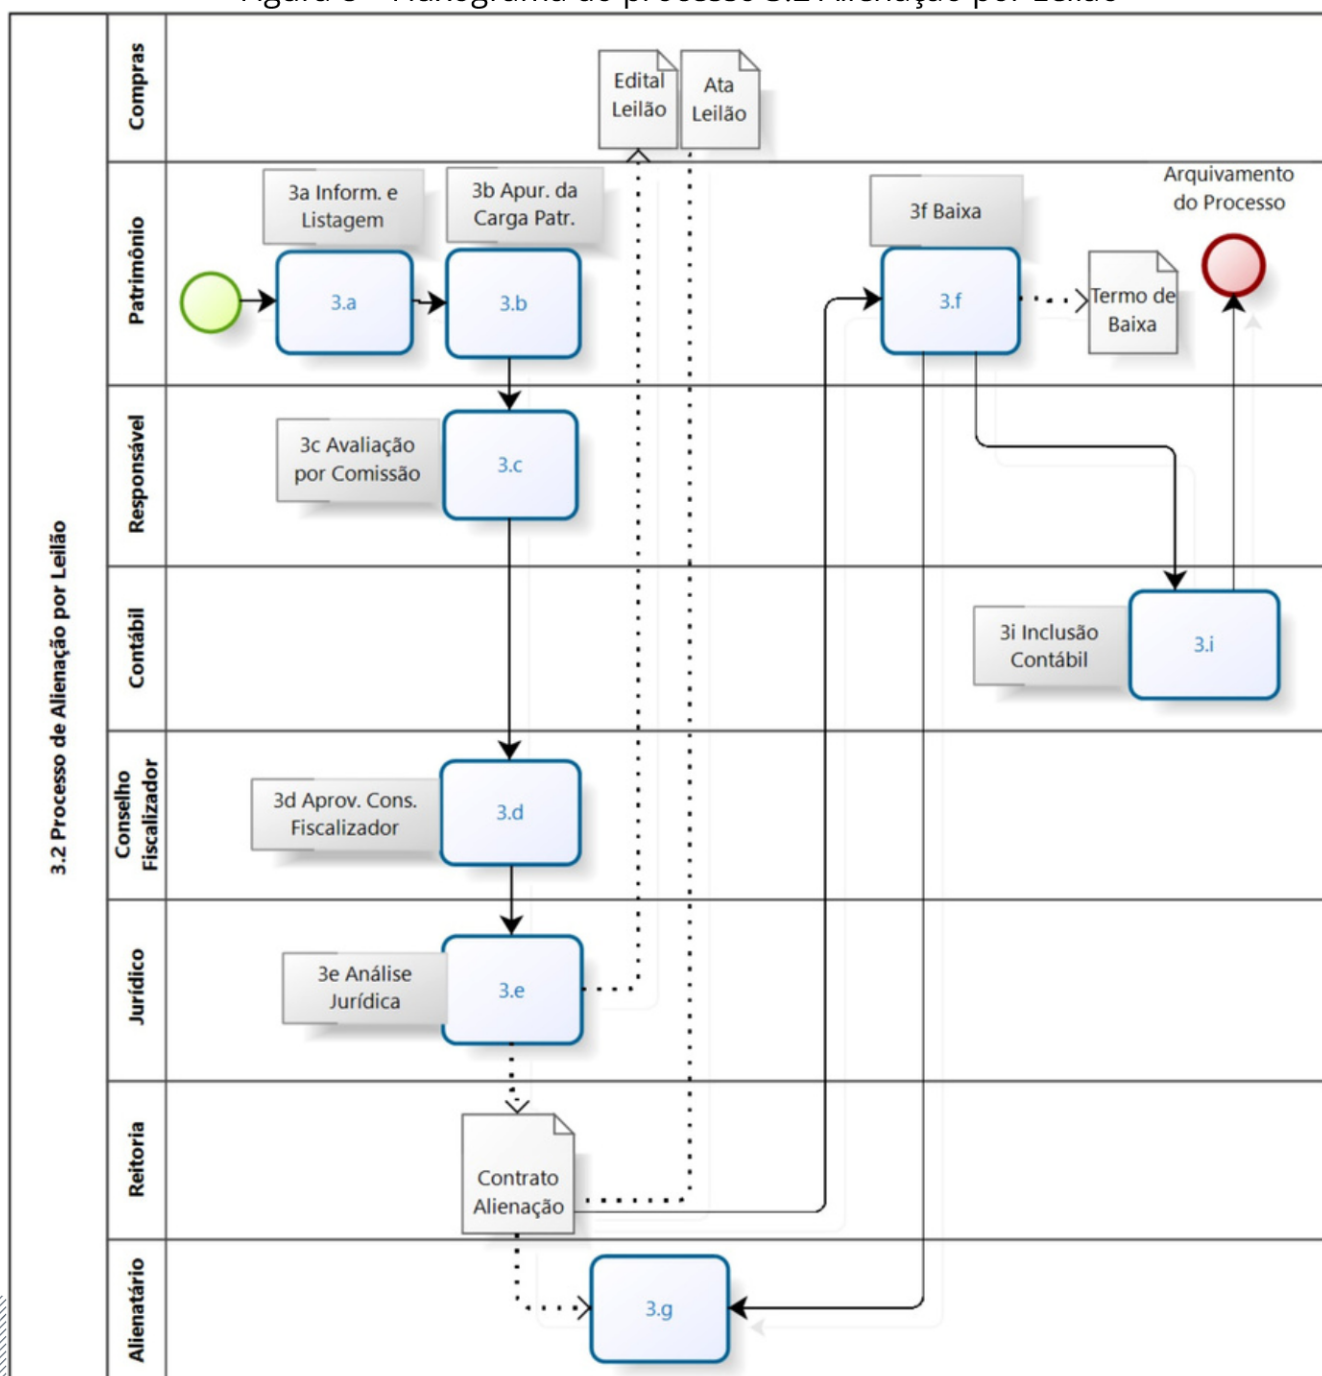 3.2 Processo de Alienação por Leilão
Compras
Edital
Leilão
Ata
Leilão
Patrimônio
3a Inform. e
Listagem
3b Apur. da
Carga Patr.
3f Baixa
Arquivamento
do Processo
3.a
3.b
3.f
Termo de
Baixa
Responsável
3c Avaliação
por Comissão
3.c
Contábil
3i Inclusão
Contábil
3.i
Conselho
Fiscalizador
3d Aprov. Cons.
Fiscalizador
3.d
Jurídico
3e Análise
Jurídica
3.e
Reitoria
Contrato
Alienação
Alienatário
3.g